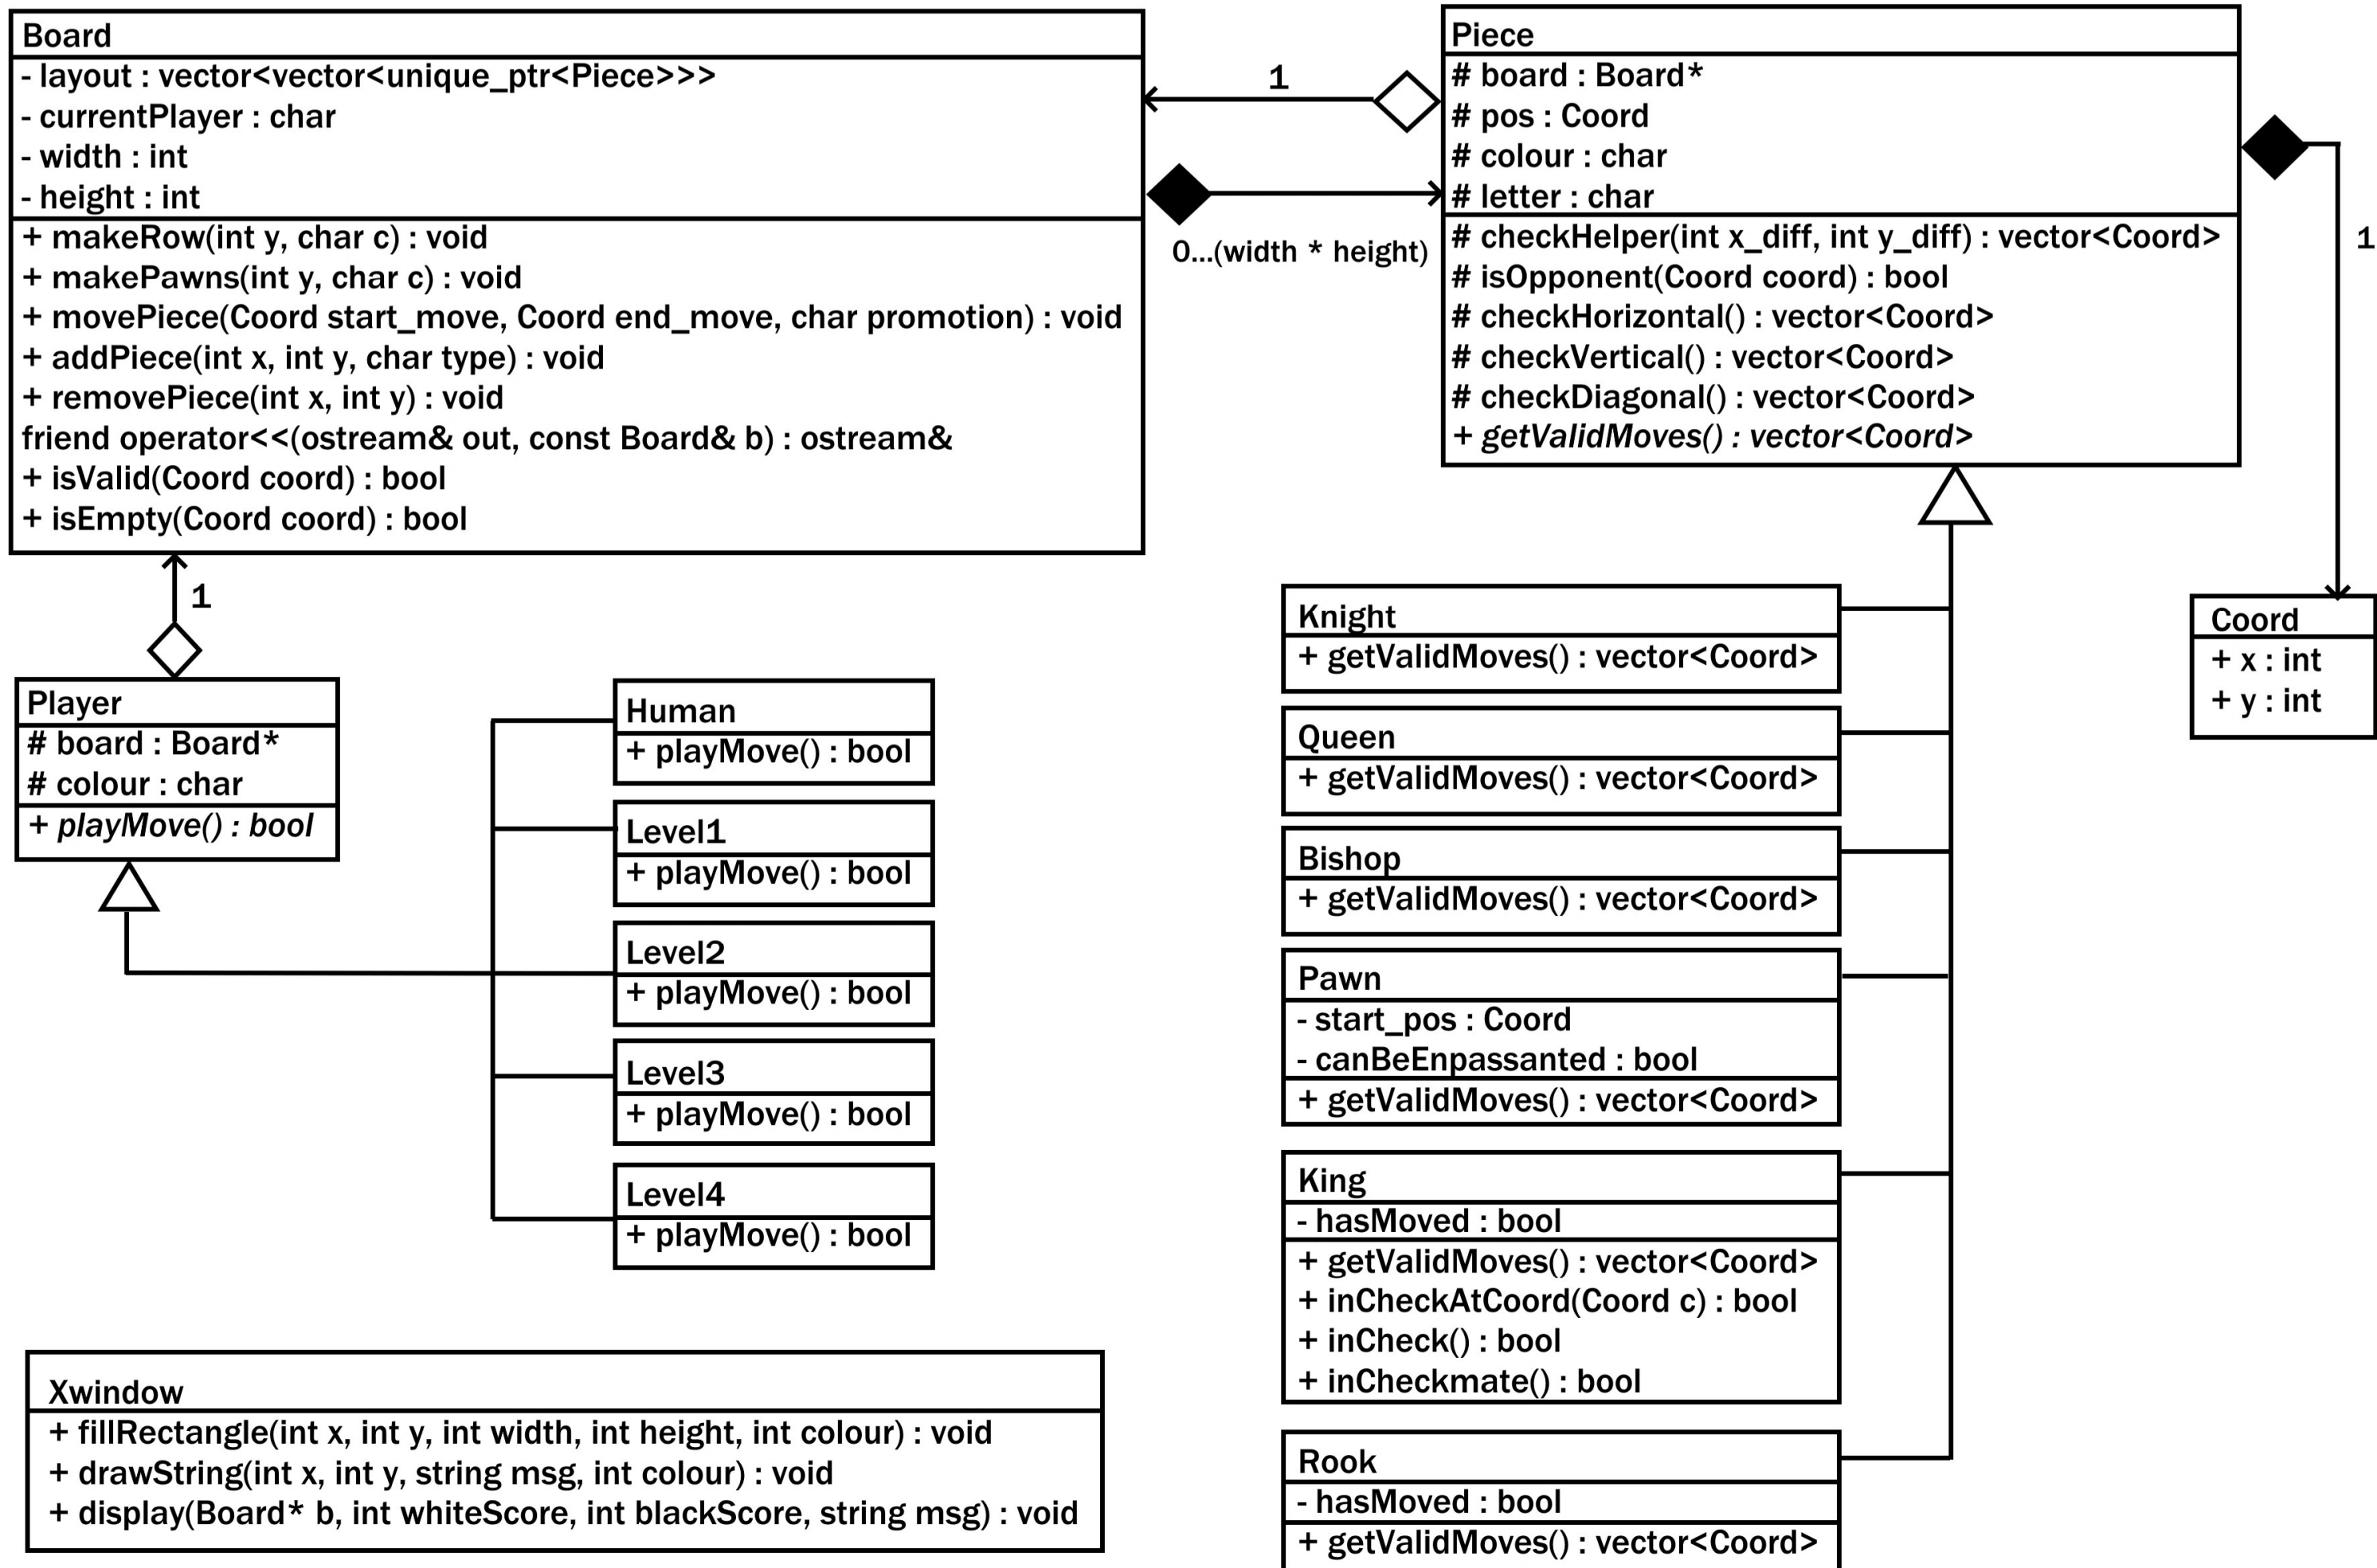 Board
- layout : vector<vector<unique_ptr<Piece>>>
- currentPlayer : char
- width : int
- height : int
+ makeRow(int y, char c) : void
+ makePawns(int y, char c) : void
+ movePiece(Coord start_move, Coord end_move, char promotion) : void
+ addPiece(int x, int y, char type) : void
+ removePiece(int x, int y) : void
friend operator<<(ostream& out, const Board& b) : ostream&
+ isValid(Coord coord) : bool
+ isEmpty(Coord coord) : bool
1
0...(width * height)
Piece
# board : Board*
# pos : Coord
# colour : char
# letter : char
# checkHelper(int x_diff, int y_diff) : vector<Coord>
# isOpponent(Coord coord) : bool
# checkHorizontal() : vector<Coord>
# checkVertical() : vector<Coord>
# checkDiagonal() : vector<Coord>
+ getValidMoves() : vector<Coord>
1
Coord
+ x : int
+ y : int
1
Player
# board : Board*
# colour : char
+ playMove() : bool
Human
+ playMove() : bool
Level1
+ playMove() : bool
Level2
+ playMove() : bool
Level3
+ playMove() : bool
Level4
+ playMove() : bool
Knight
+ getValidMoves() : vector<Coord>
Queen
+ getValidMoves() : vector<Coord>
Bishop
+ getValidMoves() : vector<Coord>
Pawn
- start_pos : Coord
- canBeEnpassanted : bool
+ getValidMoves() : vector<Coord>
King
- hasMoved : bool
+ getValidMoves() : vector<Coord>
+ inCheckAtCoord(Coord c) : bool
+ inCheck() : bool
+ inCheckmate() : bool
Rook
- hasMoved : bool
+ getValidMoves() : vector<Coord>
Xwindow
+ fillRectangle(int x, int y, int width, int height, int colour) : void
+ drawString(int x, int y, string msg, int colour) : void
+ display(Board* b, int whiteScore, int blackScore, string msg) : void